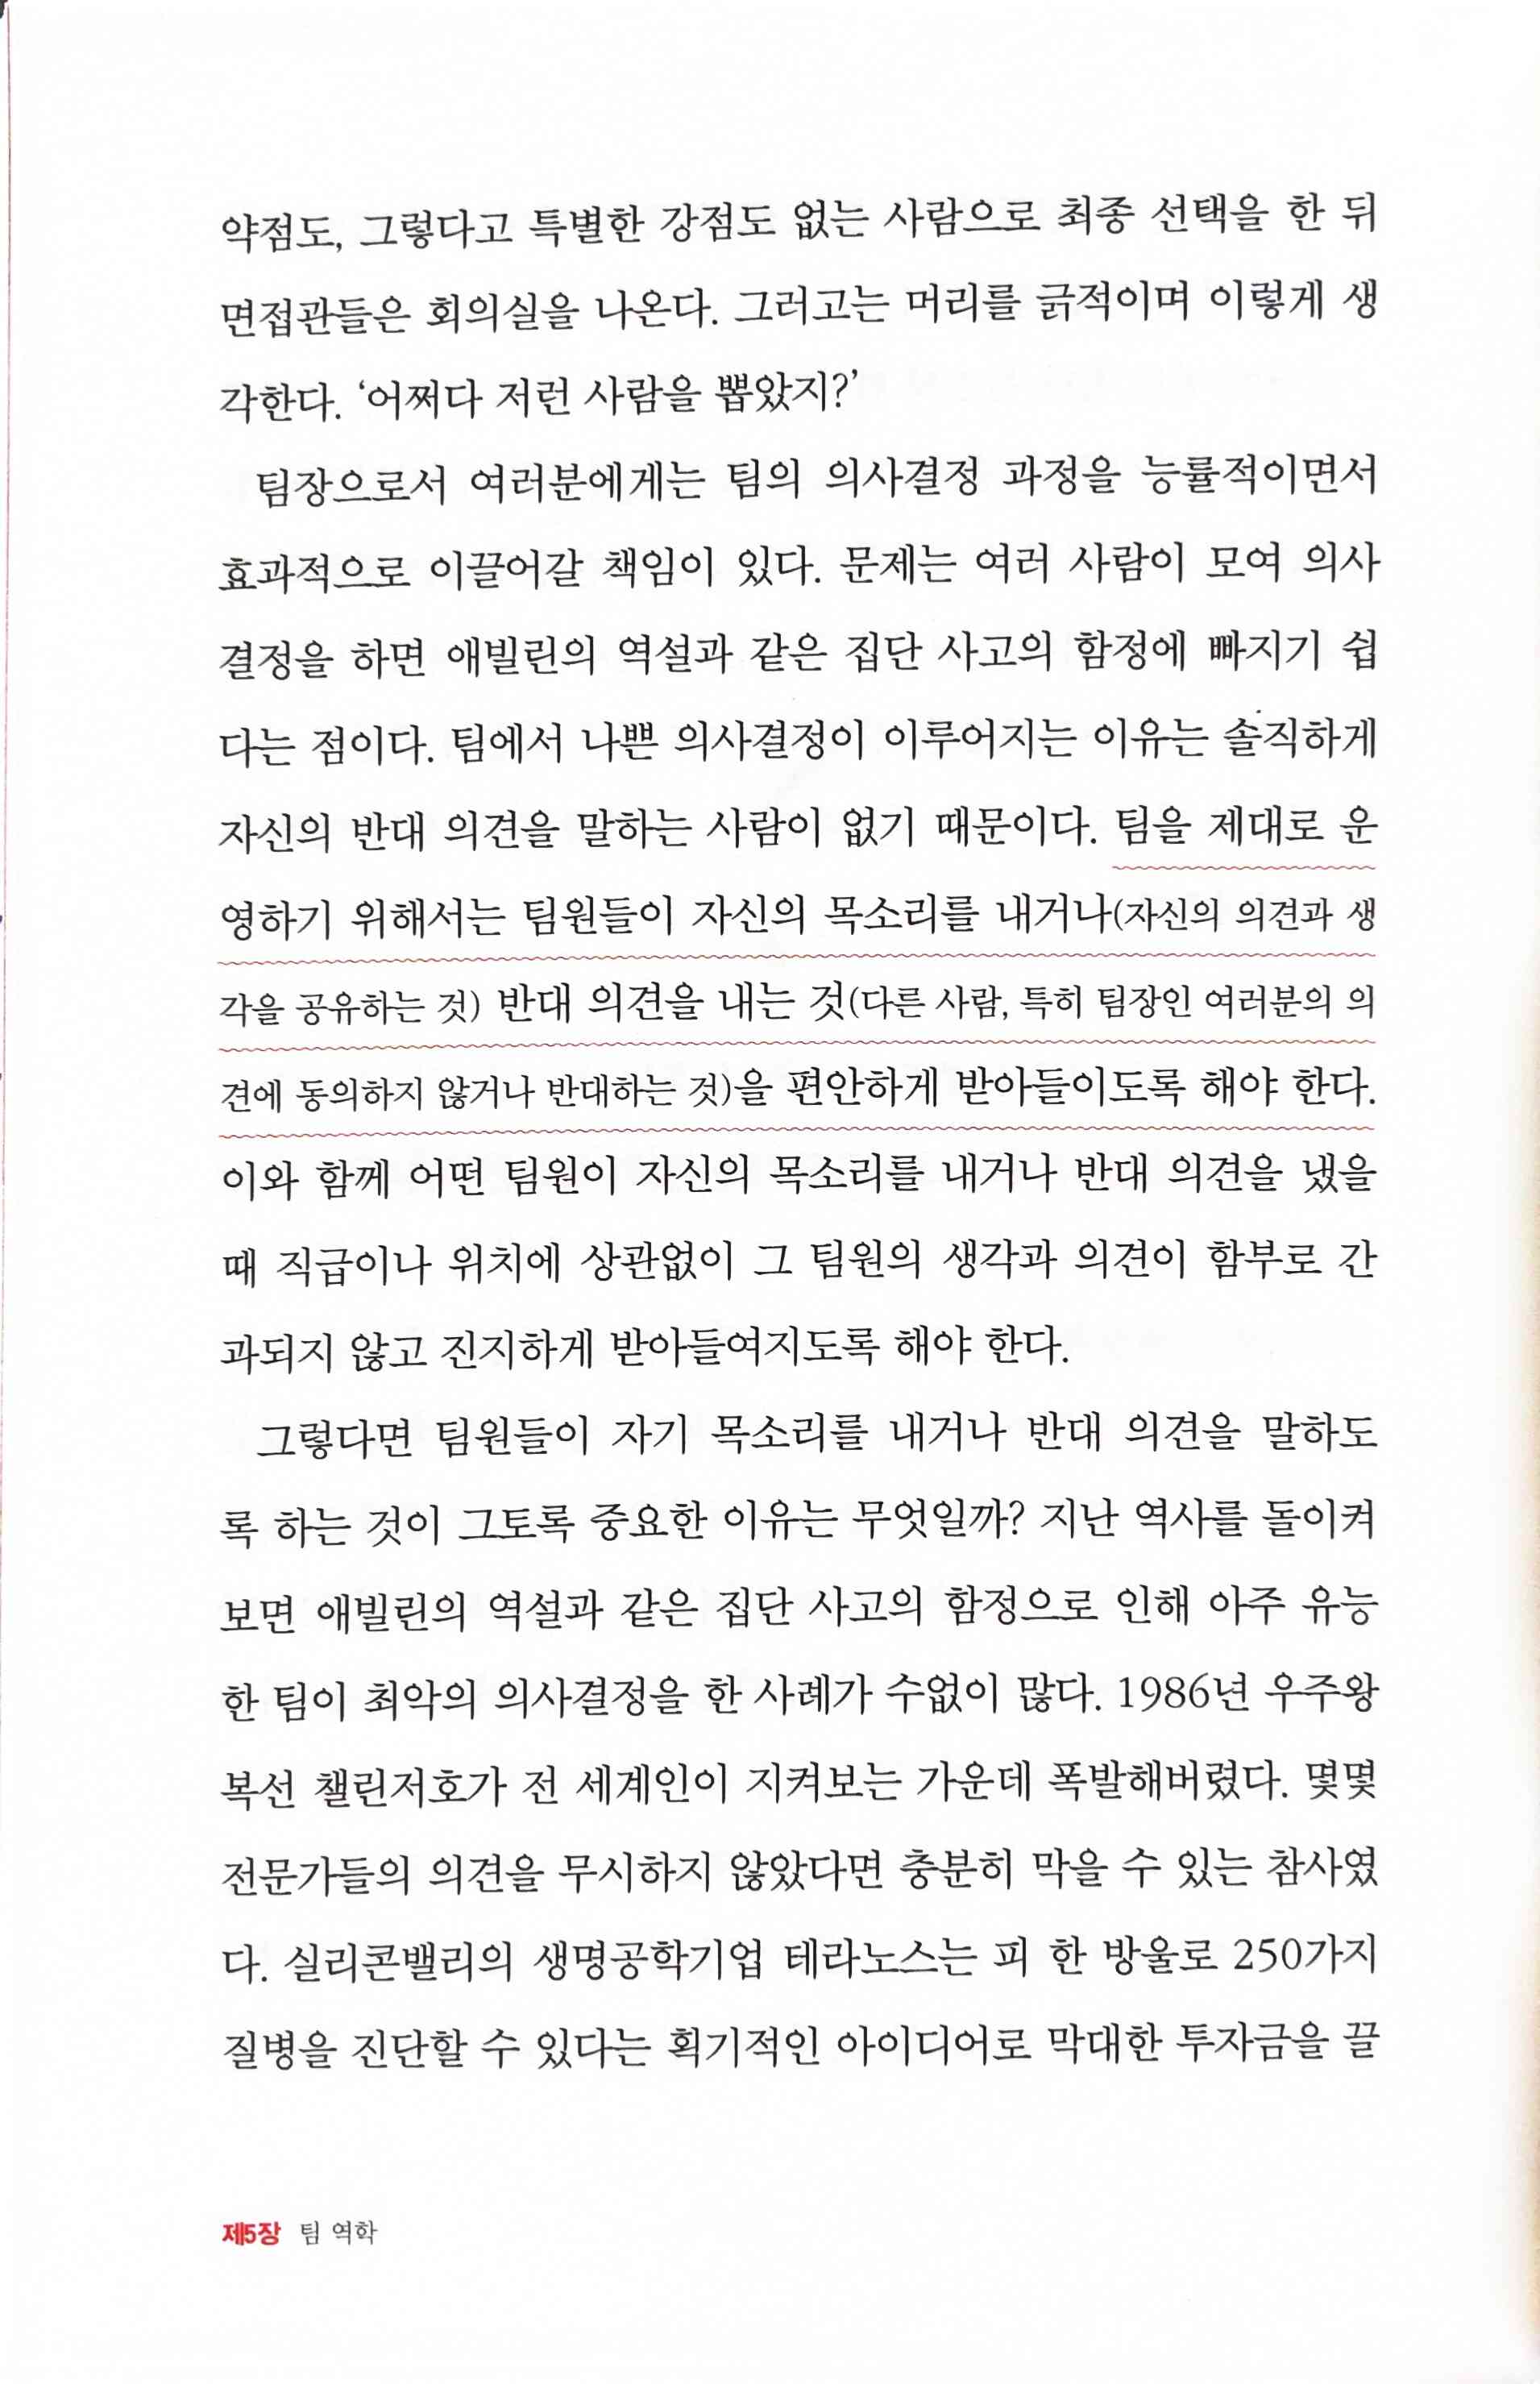 약점도, 그렇다고 특별한 강점도 없는 사람으로 최종 선택을 한 뒤
면접관들은 회의실을 나온다. 그러고는 머리를 긁적이며 이렇게 생
각한다. ‘어쩌다 저런 사람을 뽑았지?’
팀장으로서 여러분에게는 팀의 의사결정 과정을 능률적이면서
효과적으로 이끌어갈 책임이 있다. 문제는 여러 사람이 모여 의사
결정을 하면 애빌린의 역설과 같은 집단 사고의 함정에 빠지기 쉽
다는 점이다. 팀에서 나쁜 의사결정이 이루어지는 이유는 솔직하게
자신의 반대 의견을 말하는 사람이 없기 때문이다. 팀을 제대로 운
영하기 위해서는 팀원들이 자신의 목소리를 내거나(자신의 의견과 생
각을 공유하는 것) 반대 의견을 내는 것(다른 사람, 특히 팀장인 여러분의 의
견에 동의하지 않거나 반대하는 것)을 편안하게 받아들이도록 해야 한다.
이와 함께 어떤 팀원이 자신의 목소리를 내거나 반대 의견을 냈을
때 직급이나 위치에 상관없이 그 팀원의 생각과 의견이 함부로 간
과되지 않고 진지하게 받아들여지도록 해야 한다.
그렇다면 팀원들이 자기 목소리를 내거나 반대 의견을 말하도
록 하는 것이 그토록 중요한 이유는 무엇일까? 지난 역사를 돌이켜
보면 애빌린의 역설과 같은 집단 사고의 함정으로 인해 아주 유능
한 팀이 최악의 의사결정을 한 사례가 수없이 많다. 1986년 우주왕
복선 챌린저호가 전 세계인이 지켜보는 가운데 폭발해버렸다. 몇몇
전문가들의 의견을 무시하지 않았다면 충분히 막을 수 있는 참사였
다. 실리콘밸리의 생명공학기업 테라노스는 피 한 방울로 250가지
질병을 진단할 수 있다는 획기적인 아이디어로 막대한 투자금을 끌
제5장 팀 역학